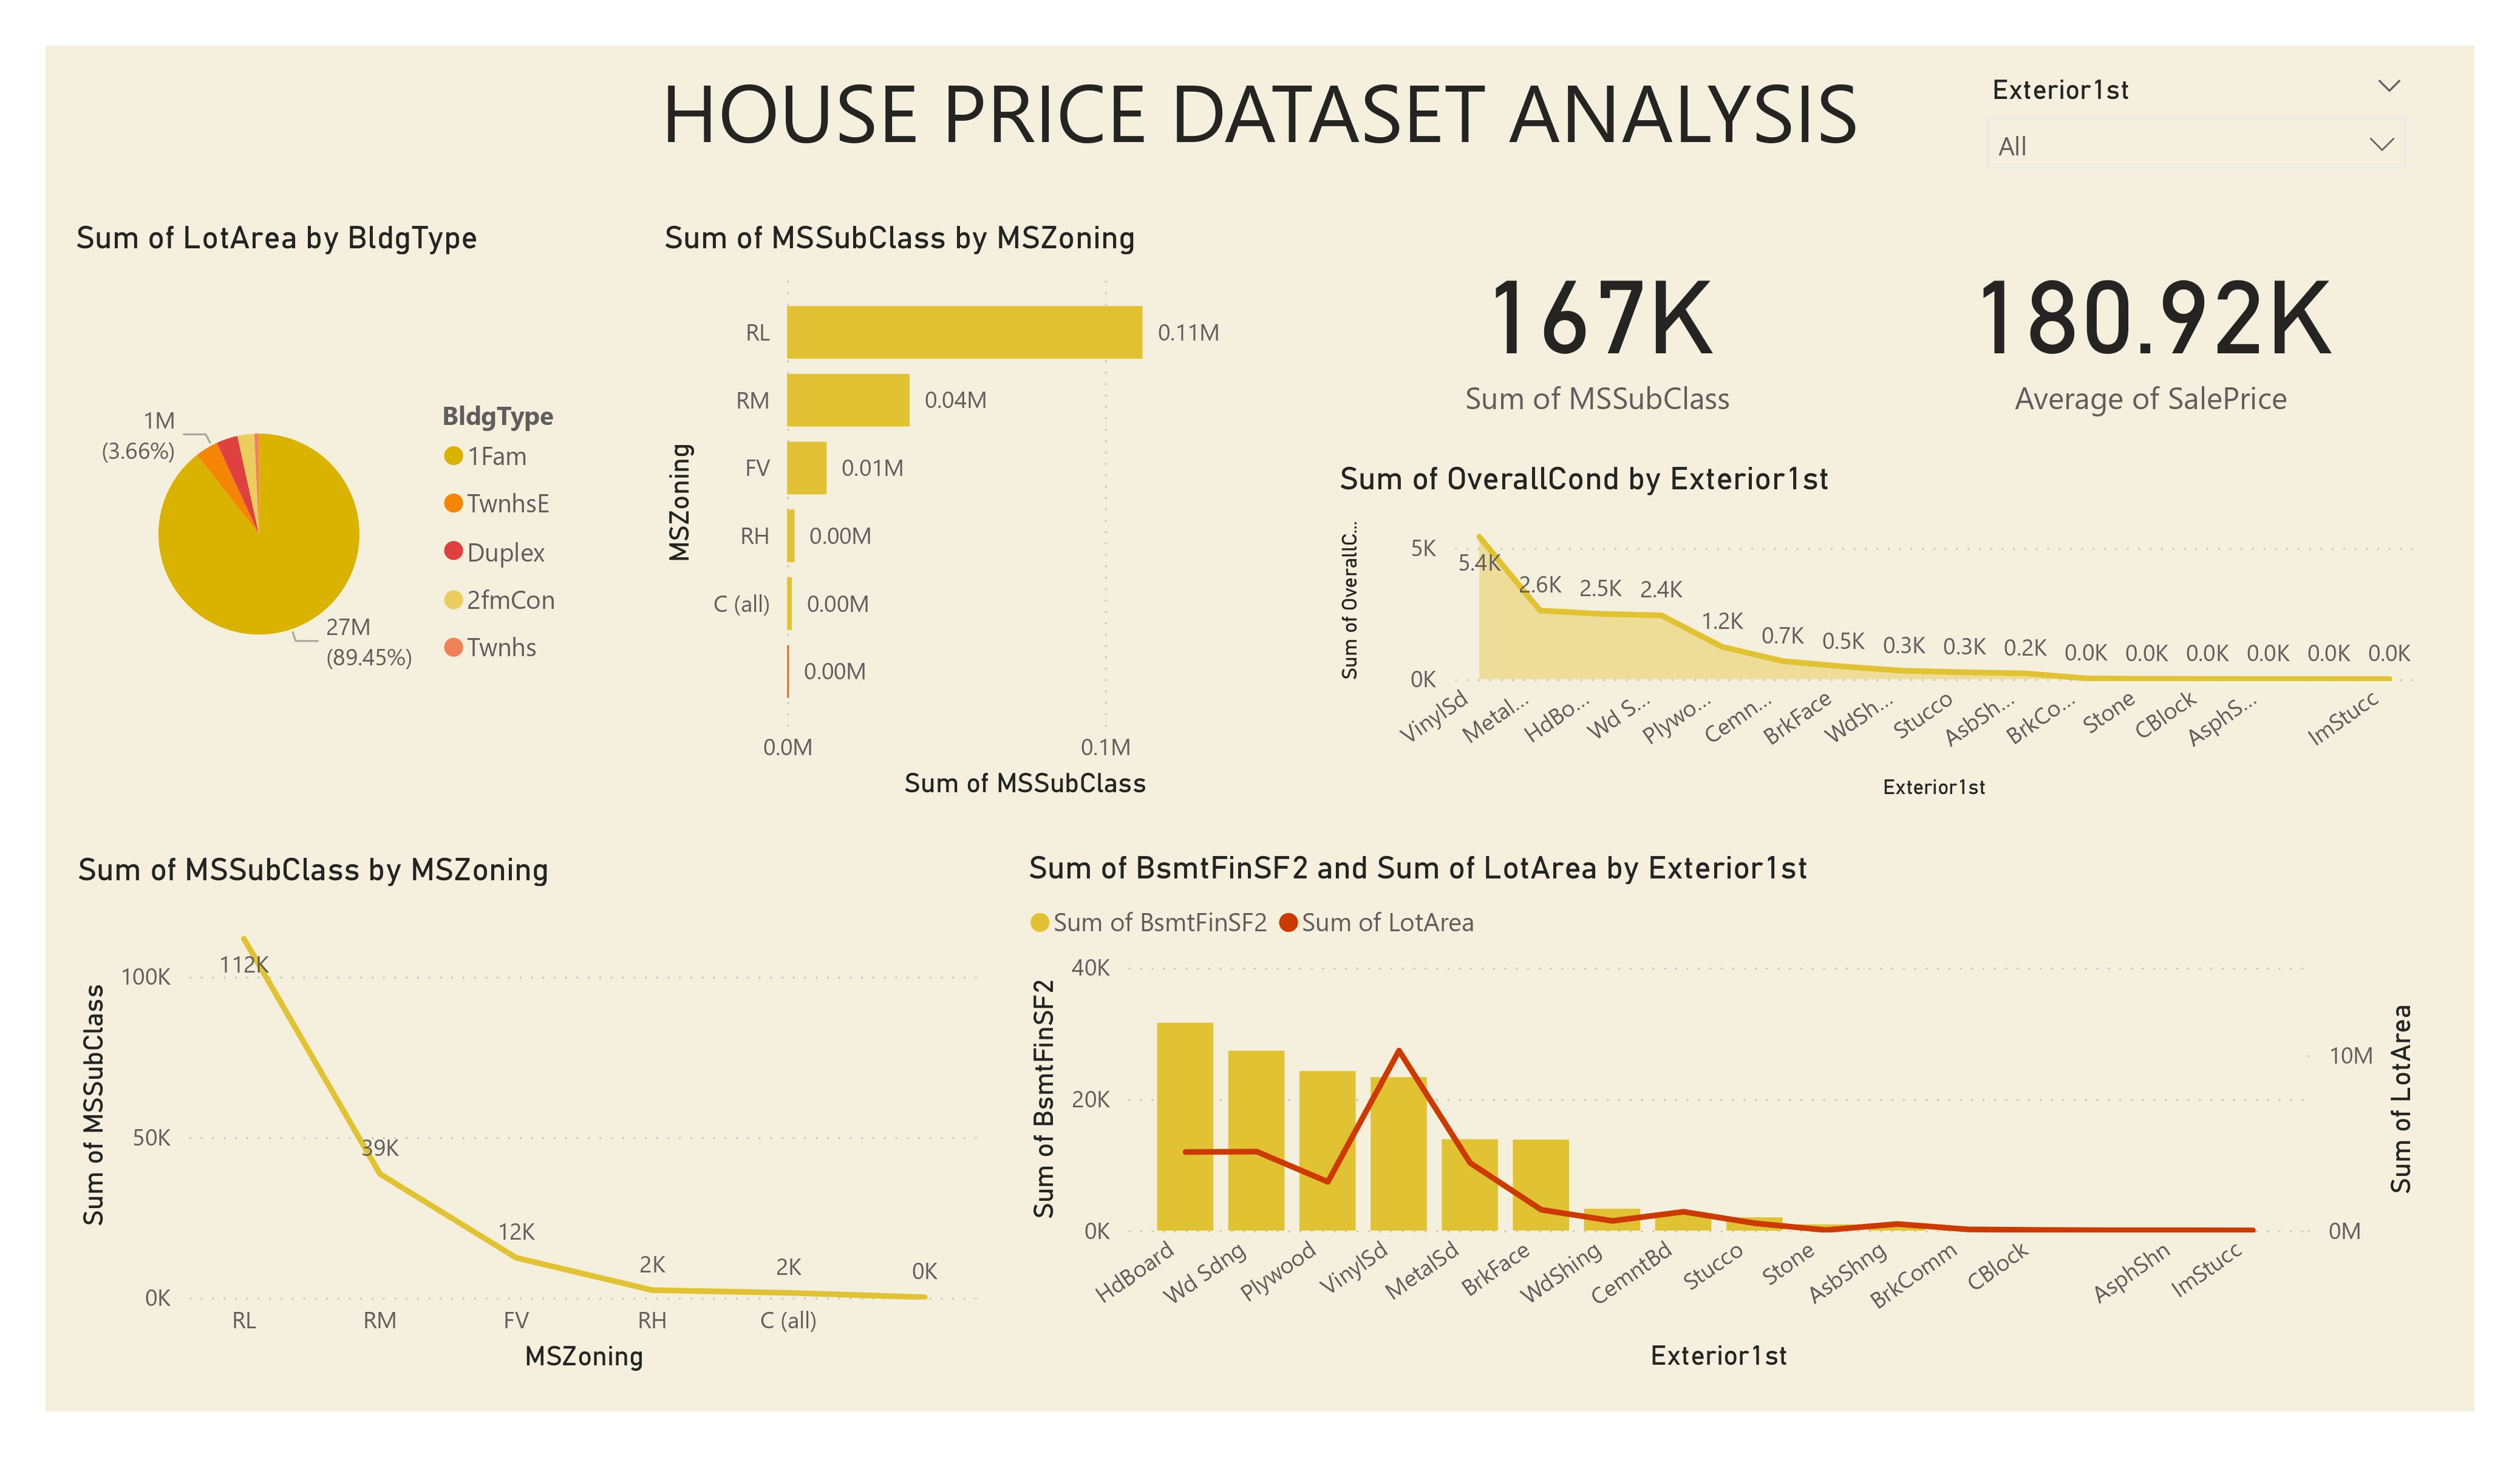 HOUSE PRICE DATASET ANALYSIS
Exterior1st
All
Sum of LotArea by BldgType
1M
(3.66%)
27M
(89.45%)
BldgType
1Fam
TwnhsE
Duplex
2fmCon
Twnhs
Sum of MSSubClass by MSZoning
MSZoning
RL 0.11M
RM 0.04M
FV 0.01M
RH 0.00M
C (all) 0.00M
0.00M
0.0M 0.1M
Sum of MSSubClass
167K
Sum of MSSubClass
180.92K
Average of SalePrice
Sum of OverallCond by Exterior1st
Sum of OverallC...
5K
0K
5.4K 2.6K 2.5K 2.4K 1.2K 0.7K 0.5K 0.3K 0.3K 0.2K 0.0K 0.0K 0.0K 0.0K 0.0K 0.0K
VinylSd Metal... HdBo... Wd S... Plywo... Cemn... BrkFace WdSh... Stucco AsbSh... BrkCo... Stone CBlock AsphS... ImStucc
Exterior1st
Sum of MSSubClass by MSZoning
Sum of MSSubClass
100K
50K
0K
112K 39K 12K 2K 2K 0K
RL RM FV RH C (all)
MSZoning
Sum of BsmtFinSF2 and Sum of LotArea by Exterior1st
Sum of BsmtFinSF2 Sum of LotArea
Sum of BsmtFinSF2
40K
20K
0K
10M
0M
Sum of LotArea
HdBoard Wd Sdng Plywood VinylSd MetalSd BrkFace WdShing CemntBd Stucco Stone AsbShng BrkComm CBlock AsphShn ImStucc
Exterior1st